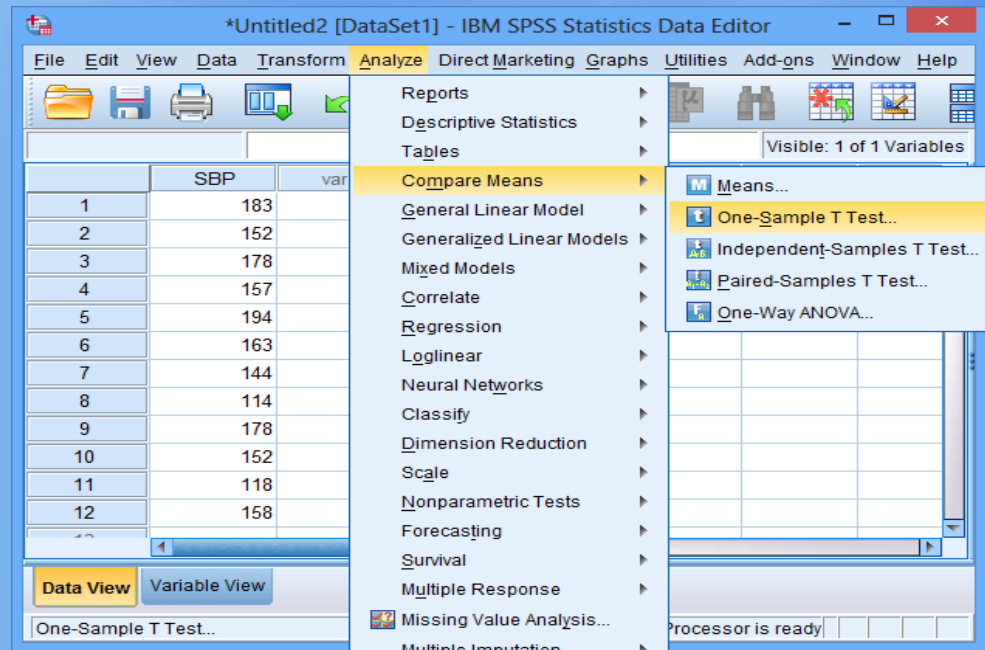 *Untitled2 [DataSet1] - IBM SPSS Statistics Data Editor
File Edit View Data Transform Analyze Direct Marketing Graphs Utilities Add-ons Window Help
Visible: 1 of 1 Variables
SBP var
1 183
2 152
3 178
4 157
5 194
6 163
7 144
8 114
9 178
10 152
11 118
12 158
Reports
Descriptive Statistics
Tables
Compare Means
General Linear Model
Generalized Linear Models
Mixed Models
Correlate
Regression
Loglinear
Neural Networks
Classify
Dimension Reduction
Scale
Nonparametric Tests
Forecasting
Survival
Multiple Response
Missing Value Analysis...
Multiple Imputation
M Means...
t One-Sample T Test...
Independent-Samples T Test...
Paired-Samples T Test...
One-Way ANOVA...
Data View Variable View
One-Sample T Test... Processor is ready